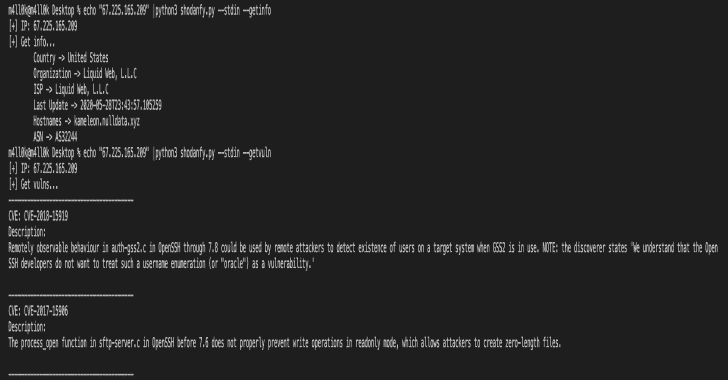 m4ll0k@m4ll0k Desktop % echo "67.225.165.209" |python3 shodanfy.py --stdin --getinfo
[+] IP: 67.225.165.209
[+] Get info...
Country -> United States
Organization -> Liquid Web, L.L.C
ISP -> Liquid Web, L.L.C
Last Update -> 2020-05-28T23:43:57.105259
Hostnames -> kameleon.nulldata.xyz
ASN -> AS32244
m4ll0k@m4ll0k Desktop % echo "67.225.165.209" |python3 shodanfy.py --stdin --getvuln
[+] IP: 67.225.165.209
[+] Get vulns...
CVE: CVE-2018-15919
Description:
Remotely observable behaviour in auth-gss2.c in OpenSSH through 7.8 could be used by remote attackers to detect existence of users on a target system when GSS2 is in use. NOTE: the discoverer states 'We understand that the Open
SSH developers do not want to treat such a username enumeration (or "oracle") as a vulnerability.'
CVE: CVE-2017-15906
Description:
The process_open function in sftp-server.c in OpenSSH before 7.6 does not properly prevent write operations in readonly mode, which allows attackers to create zero-length files.